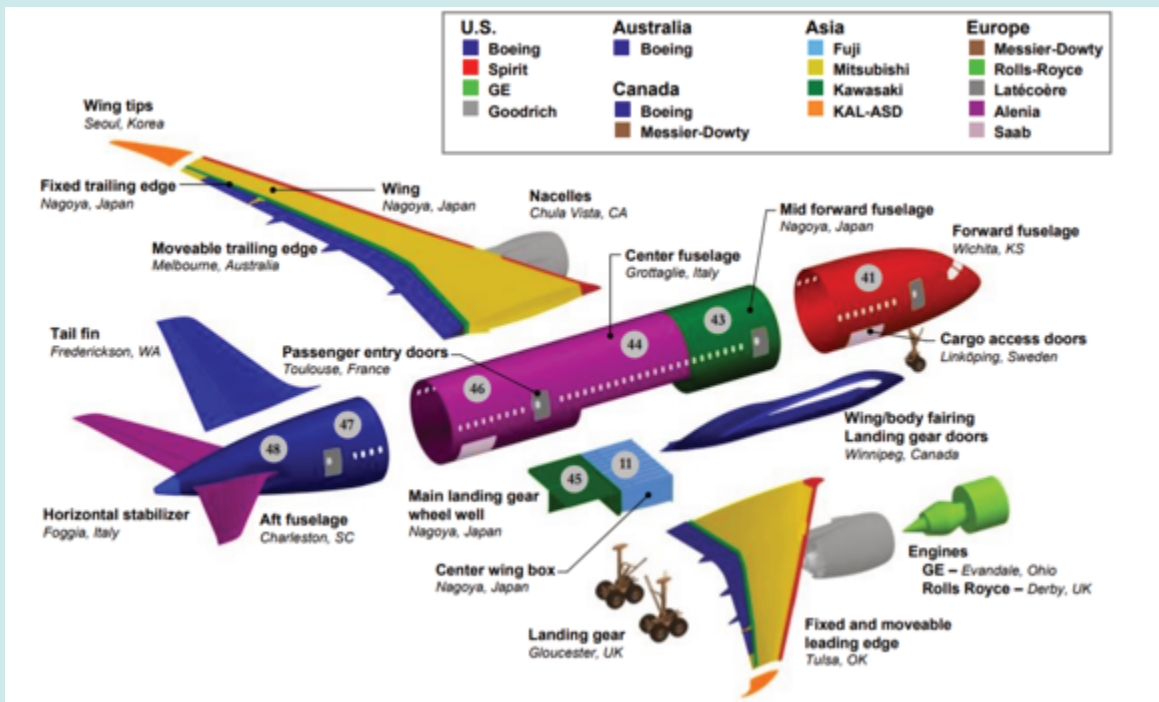 U.S.
Boeing
Spirit
GE
Goodrich
Australia
Boeing
Canada
Boeing
Messier-Dowty
Asia
Fuji
Mitsubishi
Kawasaki
KAL-ASD
Europe
Messier-Dowty
Rolls-Royce
Latécoère
Alenia
Saab
Wing tips
Seoul, Korea
Fixed trailing edge
Nagoya, Japan
Wing
Nagoya, Japan
Nacelles
Chula Vista, CA
Mid forward fuselage
Nagoya, Japan
Forward fuselage
Wichita, KS
Moveable trailing edge
Melbourne, Australia
Center fuselage
Grottaglie, Italy
41
43
44
46
Tail fin
Frederickson, WA
Passenger entry doors
Toulouse, France
Cargo access doors
Linköping, Sweden
47
48
Wing/body fairing
Landing gear doors
Winnipeg, Canada
45
11
Horizontal stabilizer
Foggia, Italy
Aft fuselage
Charleston, SC
Main landing gear
wheel well
Nagoya, Japan
Center wing box
Nagoya, Japan
Engines
GE – Evandale, Ohio
Rolls Royce – Derby, UK
Landing gear
Gloucester, UK
Fixed and moveable
leading edge
Tulsa, OK